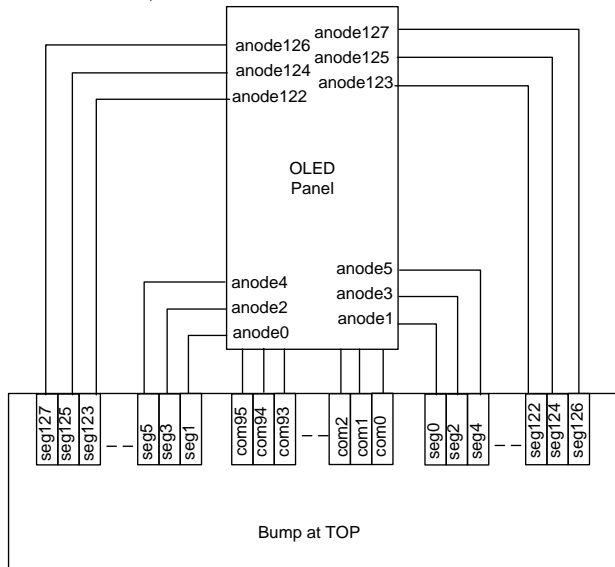 anode127
anode126
anode125
anode124
anode123
anode122
OLED
Panel
anode5
anode4
anode3
anode2
anode1
anode0
seg127
seg125
seg123
seg5
seg3
seg1
com95
com94
com93
com2
com1
com0
seg0
seg2
seg4
seg122
seg124
seg126
Bump at TOP